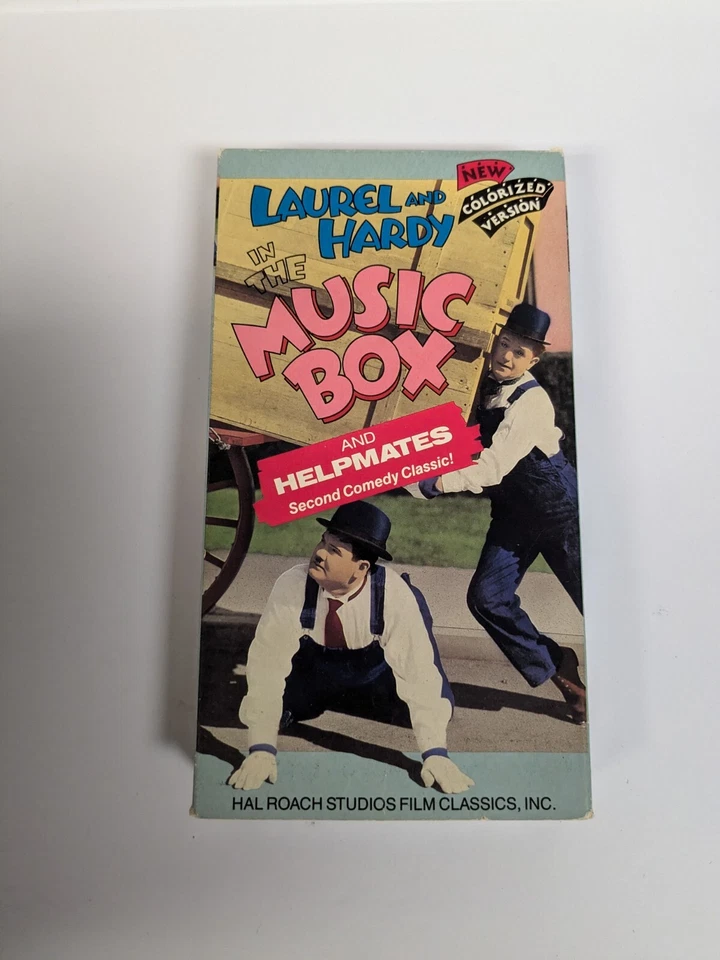 NEW
COLORIZED
VERSION
LAUREL AND
HARDY
IN
THE
MUSIC
BOX
AND
HELPMATES
Second Comedy Classic!
HAL ROACH STUDIOS FILM CLASSICS, INC.